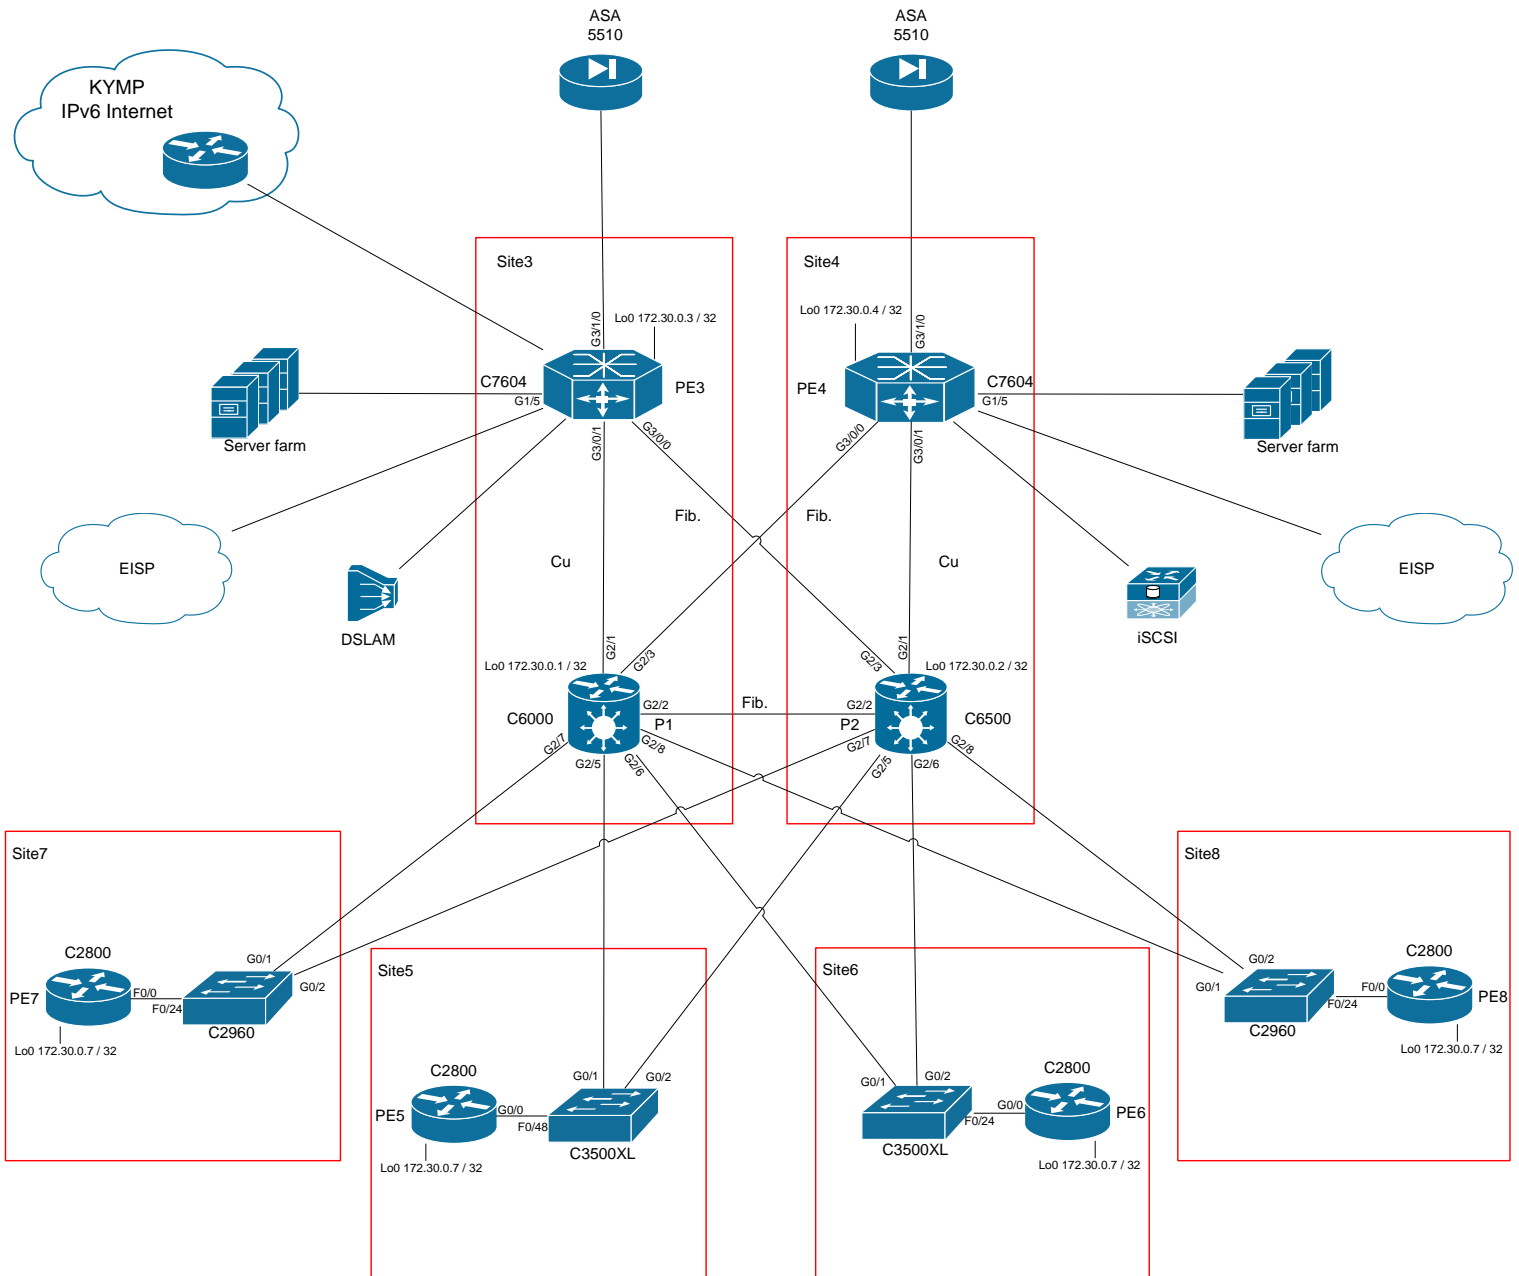 ASA
5510
ASA
5510
KYMP
IPv6 Internet
Site3
Site4
Lo0 172.30.0.3 / 32
Lo0 172.30.0.4 / 32
G3/1/0
G3/1/0
C7604
G1/5
PE3
PE4
C7604
G1/5
Server farm
Server farm
G3/0/1
G3/0/0
G3/0/0
G3/0/1
Fib.
Fib.
Cu
Cu
EISP
EISP
DSLAM
iSCSI
G2/1
G2/3
G2/3
G2/1
Lo0 172.30.0.1 / 32
Lo0 172.30.0.2 / 32
C6000
G2/2
Fib.
G2/2
C6500
P1
P2
G2/7
G2/8
G2/7
G2/8
G2/5
G2/6
G2/5
G2/6
Site7
Site8
C2800
G0/1
G0/2
PE7
F0/0
F0/24
C2960
Lo0 172.30.0.7 / 32
Site5
Site6
G0/2
G0/1
C2800
F0/0
F0/24
PE8
C2960
Lo0 172.30.0.7 / 32
C2800
G0/1
G0/2
PE5
G0/0
F0/48
C3500XL
Lo0 172.30.0.7 / 32
G0/1
G0/2
C2800
G0/0
F0/24
PE6
C3500XL
Lo0 172.30.0.7 / 32